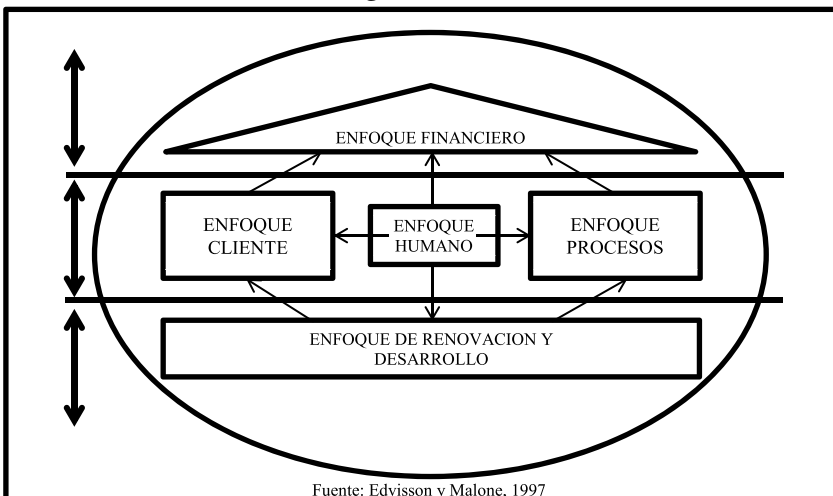 ENFOQUE FINANCIERO
ENFOQUE
CLIENTE
ENFOQUE
HUMANO
ENFOQUE
PROCESOS
ENFOQUE DE RENOVACION Y
DESARROLLO
Fuente: Edvisson y Malone, 1997